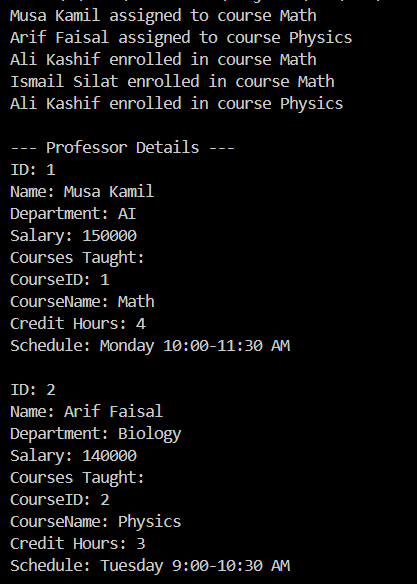 Musa Kamil assigned to course Math
Arif Faisal assigned to course Physics
Ali Kashif enrolled in course Math
Ismail Silat enrolled in course Math
Ali Kashif enrolled in course Physics

--- Professor Details ---
ID: 1
Name: Musa Kamil
Department: AI
Salary: 150000
Courses Taught:
CourseID: 1
CourseName: Math
Credit Hours: 4
Schedule: Monday 10:00-11:30 AM

ID: 2
Name: Arif Faisal
Department: Biology
Salary: 140000
Courses Taught:
CourseID: 2
CourseName: Physics
Credit Hours: 3
Schedule: Tuesday 9:00-10:30 AM